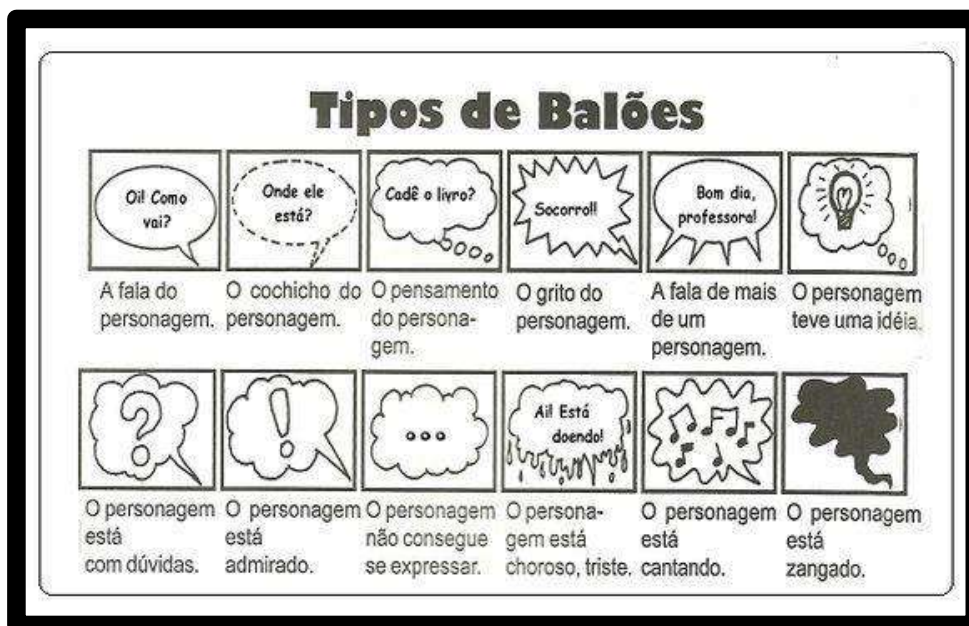 Tipos de Balões
Oi! Como
vai?
Onde ele
está?
Cadê o livro?
Socorro!!
Bom dia,
professora!
A fala do
personagem.
O cochicho do
personagem.
O pensamento
do persona-
gem.
O grito do
personagem.
A fala de mais
de um
personagem.
O personagem
teve uma idéia.
?
!
...
Ai! Está
doendo!
O personagem
está
com dúvidas.
O personagem
está
admirado.
O personagem
não consegue
se expressar.
O persona-
gem está
choroso, triste.
O personagem
está
cantando.
O personagem
está
zangado.